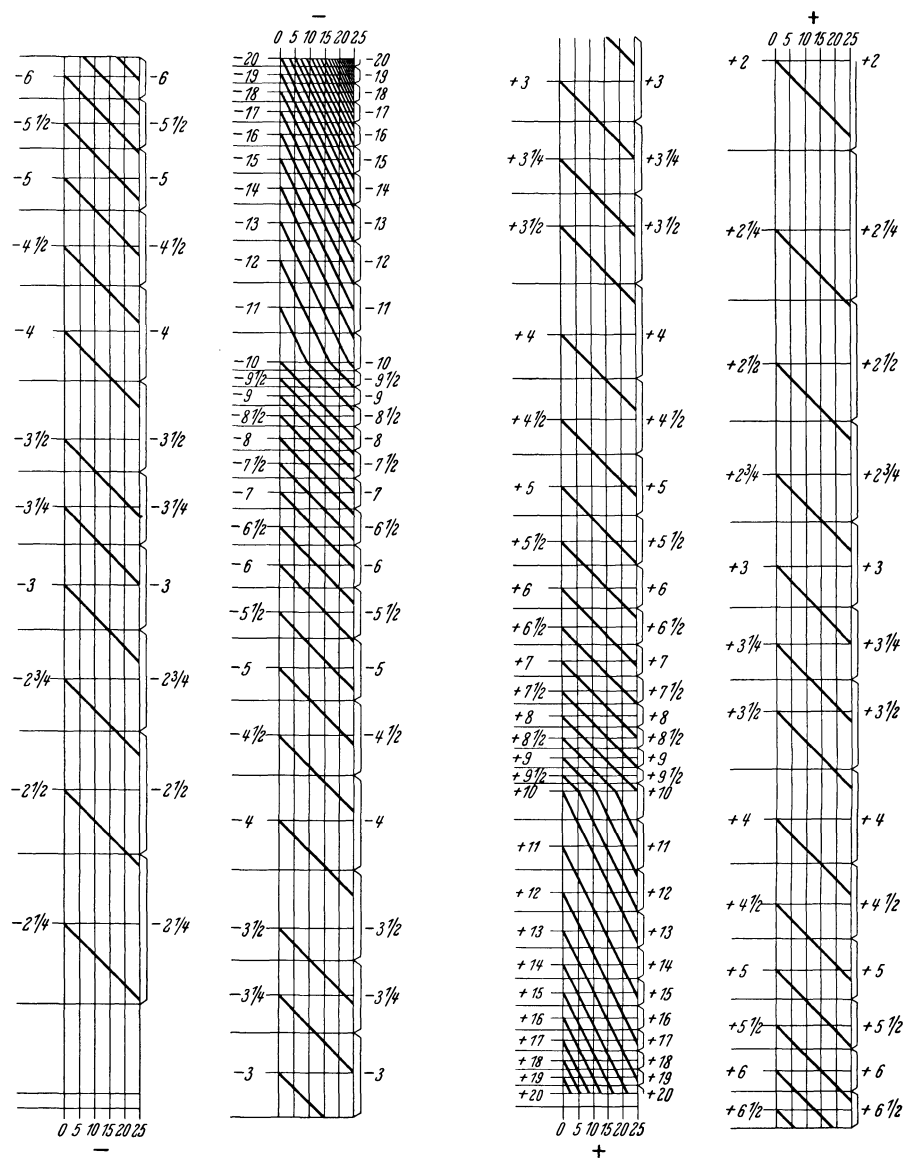 -6 -6
-5 1/2 -5 1/2
-5 -5
-4 1/2 -4 1/2
-4 -4
-3 1/2 -3 1/2
-3 1/4 -3 1/4
-3 -3
-2 3/4 -2 3/4
-2 1/2 -2 1/2
-2 1/4 -2 1/4
0 5 10 15 20 25
−
−
0 5 10 15 20 25
-20 -20
-19 -19
-18 -18
-17 -17
-16 -16
-15 -15
-14 -14
-13 -13
-12 -12
-11 -11
-10 -10
-9 1/2 -9 1/2
-9 -9
-8 1/2 -8 1/2
-8 -8
-7 1/2 -7 1/2
-7 -7
-6 1/2 -6 1/2
-6 -6
-5 1/2 -5 1/2
-5 -5
-4 1/2 -4 1/2
-4 -4
-3 1/2 -3 1/2
-3 1/4 -3 1/4
-3 -3
+3 +3
+3 1/4 +3 1/4
+3 1/2 +3 1/2
+4 +4
+4 1/2 +4 1/2
+5 +5
+5 1/2 +5 1/2
+6 +6
+6 1/2 +6 1/2
+7 +7
+7 1/2 +7 1/2
+8 +8
+8 1/2 +8 1/2
+9 +9
+9 1/2 +9 1/2
+10 +10
+11 +11
+12 +12
+13 +13
+14 +14
+15 +15
+16 +16
+17 +17
+18 +18
+19 +19
+20 +20
0 5 10 15 20 25
+
+
0 5 10 15 20 25
+2 +2
+2 1/4 +2 1/4
+2 1/2 +2 1/2
+2 3/4 +2 3/4
+3 +3
+3 1/4 +3 1/4
+3 1/2 +3 1/2
+4 +4
+4 1/2 +4 1/2
+5 +5
+5 1/2 +5 1/2
+6 +6
+6 1/2 +6 1/2